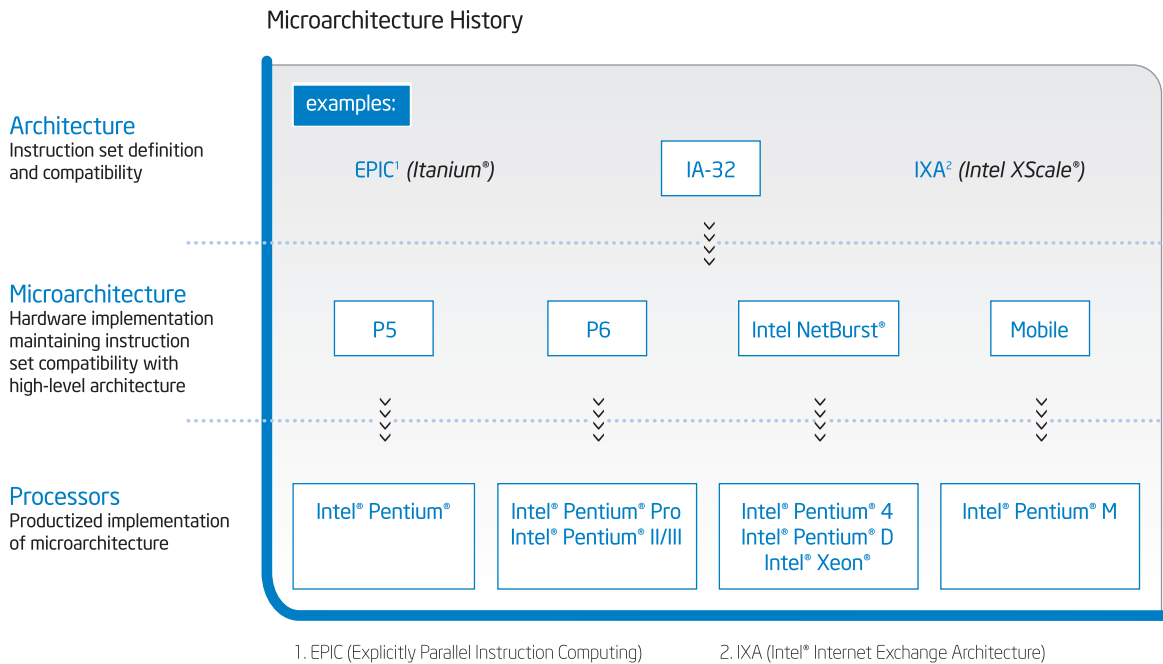 Microarchitecture History
examples:
Architecture
Instruction set definition
and compatibility
EPIC¹ (Itanium®)
IA-32
IXA² (Intel XScale®)
Microarchitecture
Hardware implementation
maintaining instruction
set compatibility with
high-level architecture
P5
P6
Intel NetBurst®
Mobile
Processors
Productized implementation
of microarchitecture
Intel® Pentium®
Intel® Pentium® Pro
Intel® Pentium® II/III
Intel® Pentium® 4
Intel® Pentium® D
Intel® Xeon®
Intel® Pentium® M
1. EPIC (Explicitly Parallel Instruction Computing)
2. IXA (Intel® Internet Exchange Architecture)